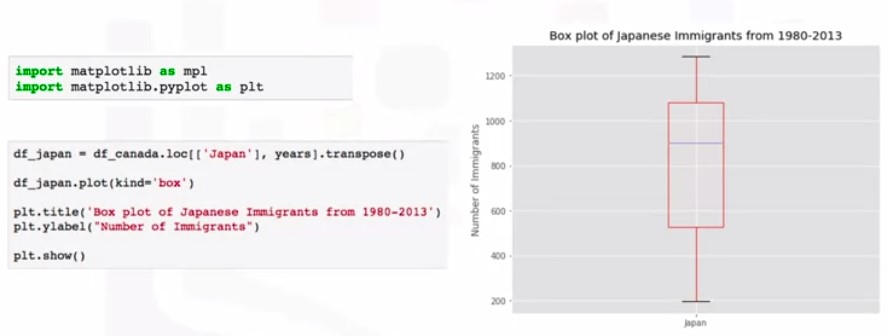 import matplotlib as mpl
import matplotlib.pyplot as plt
df_japan = df_canada.loc[['Japan'], years].transpose()
df_japan.plot(kind='box')
plt.title('Box plot of Japanese Immigrants from 1980-2013')
plt.ylabel("Number of Immigrants")
plt.show()
Box plot of Japanese Immigrants from 1980-2013
Number of Immigrants
1200
1000
800
600
400
200
Japan